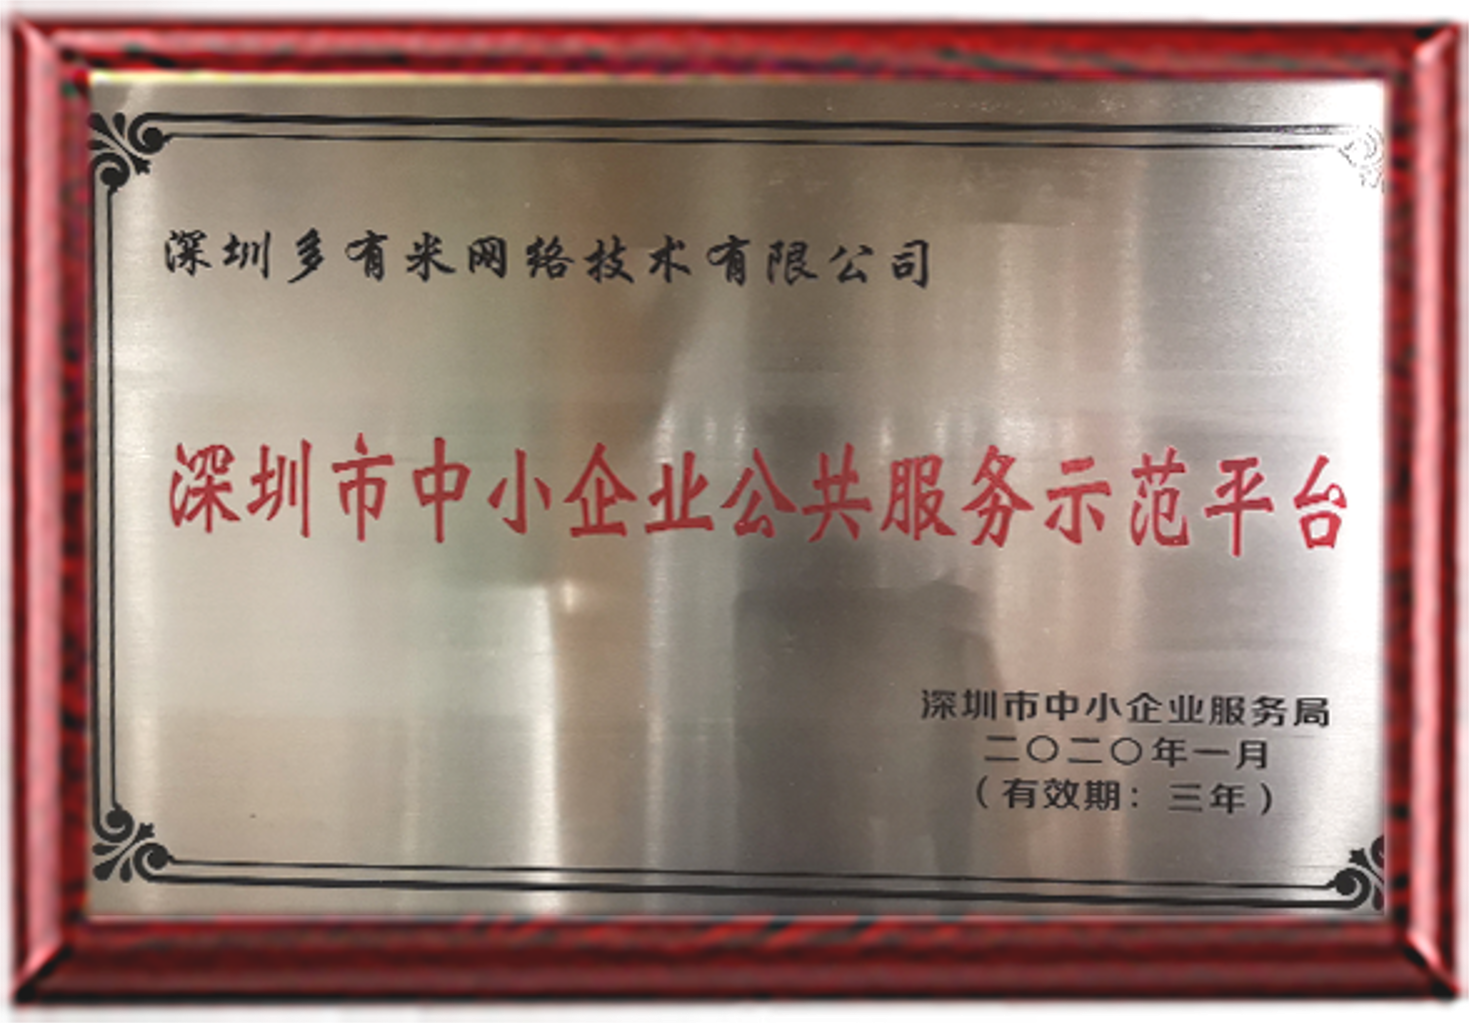 深圳多有米网络技术有限公司
深圳市中小企业公共服务示范平台
深圳市中小企业服务局
二〇二〇年一月
（有效期：三年）